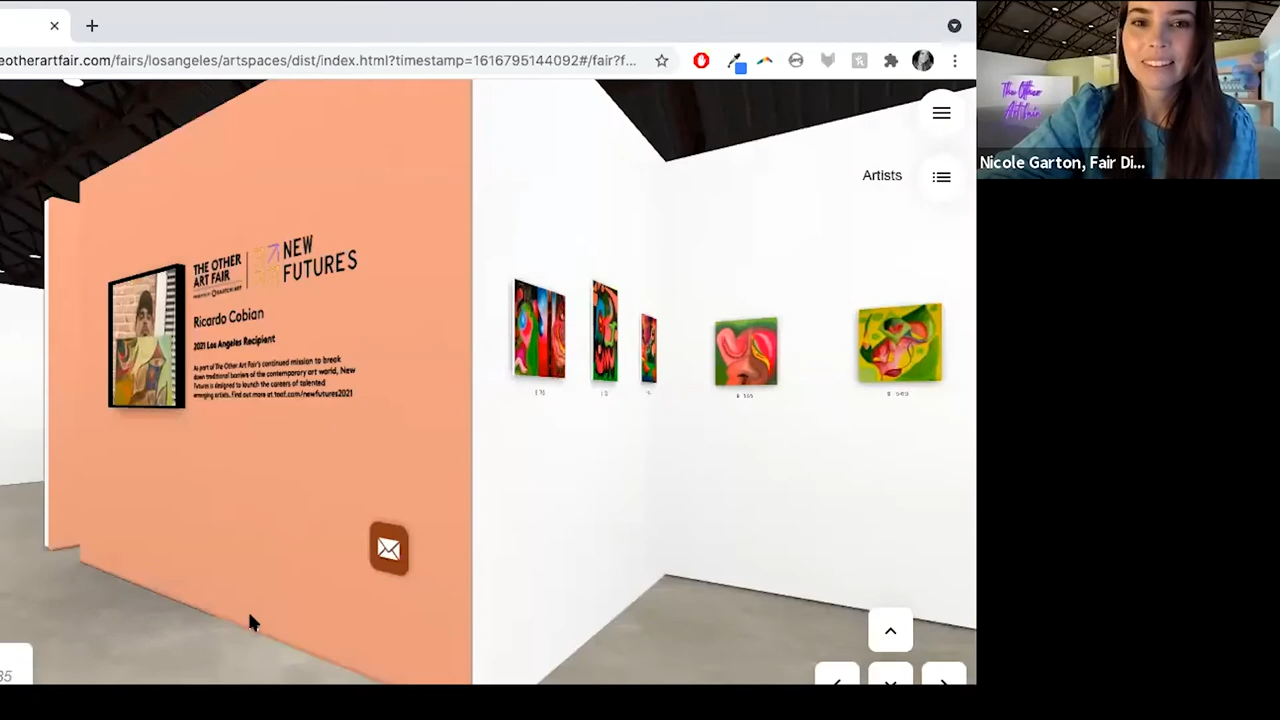 eotherartfair.com/fairs/losangeles/artspaces/dist/index.html?timestamp=1616795144092#/fair?f...
The Other
Art Fair
Nicole Garton, Fair Di...
Artists
THE OTHER
ART FAIR
NEW
FUTURES
Ricardo Cobian
2021 Los Angeles Recipient
As part of The Other Art Fair's continued mission to break
down traditional barriers of the contemporary art world, New
Futures is designed to launch the careers of talented
emerging artists. Find out more at toaf.com/newfutures2021